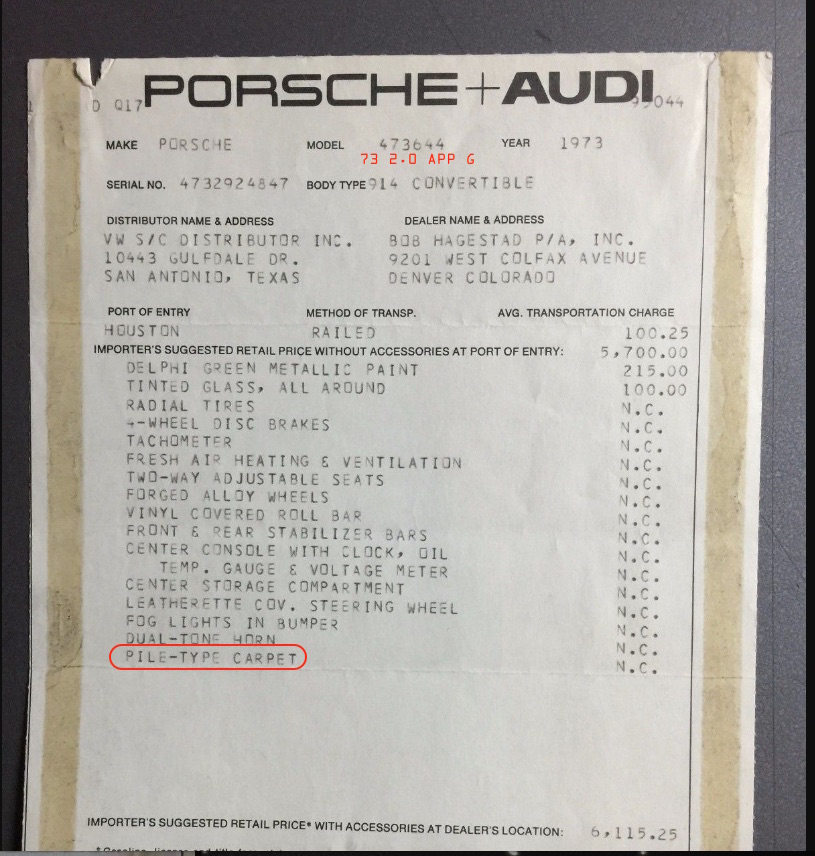 PORSCHE+AUDI
D Q17
MAKE PORSCHE MODEL 473644 YEAR 1973
73 2.0 APP G
SERIAL NO. 4732924847 BODY TYPE 914 CONVERTIBLE
DISTRIBUTOR NAME & ADDRESS DEALER NAME & ADDRESS
VW S/C DISTRIBUTOR INC. BOB HAGESTAD P/A, INC.
10443 GULFDALE DR. 9201 WEST COLFAX AVENUE
SAN ANTONIO, TEXAS DENVER COLORADO
PORT OF ENTRY METHOD OF TRANSP. AVG. TRANSPORTATION CHARGE
HOUSTON RAILED 100.25
IMPORTER'S SUGGESTED RETAIL PRICE WITHOUT ACCESSORIES AT PORT OF ENTRY: 5,700.00
DELPHI GREEN METALLIC PAINT 215.00
TINTED GLASS, ALL AROUND 100.00
RADIAL TIRES N.C.
4-WHEEL DISC BRAKES N.C.
TACHOMETER N.C.
FRESH AIR HEATING & VENTILATION N.C.
TWO-WAY ADJUSTABLE SEATS N.C.
FORGED ALLOY WHEELS N.C.
VINYL COVERED ROLL BAR N.C.
FRONT & REAR STABILIZER BARS N.C.
CENTER CONSOLE WITH CLOCK, OIL N.C.
TEMP. GAUGE & VOLTAGE METER N.C.
CENTER STORAGE COMPARTMENT N.C.
LEATHERETTE COV. STEERING WHEEL N.C.
FOG LIGHTS IN BUMPER N.C.
DUAL-TONE HORN N.C.
PILE-TYPE CARPET N.C.
IMPORTER'S SUGGESTED RETAIL PRICE* WITH ACCESSORIES AT DEALER'S LOCATION: 6,115.25